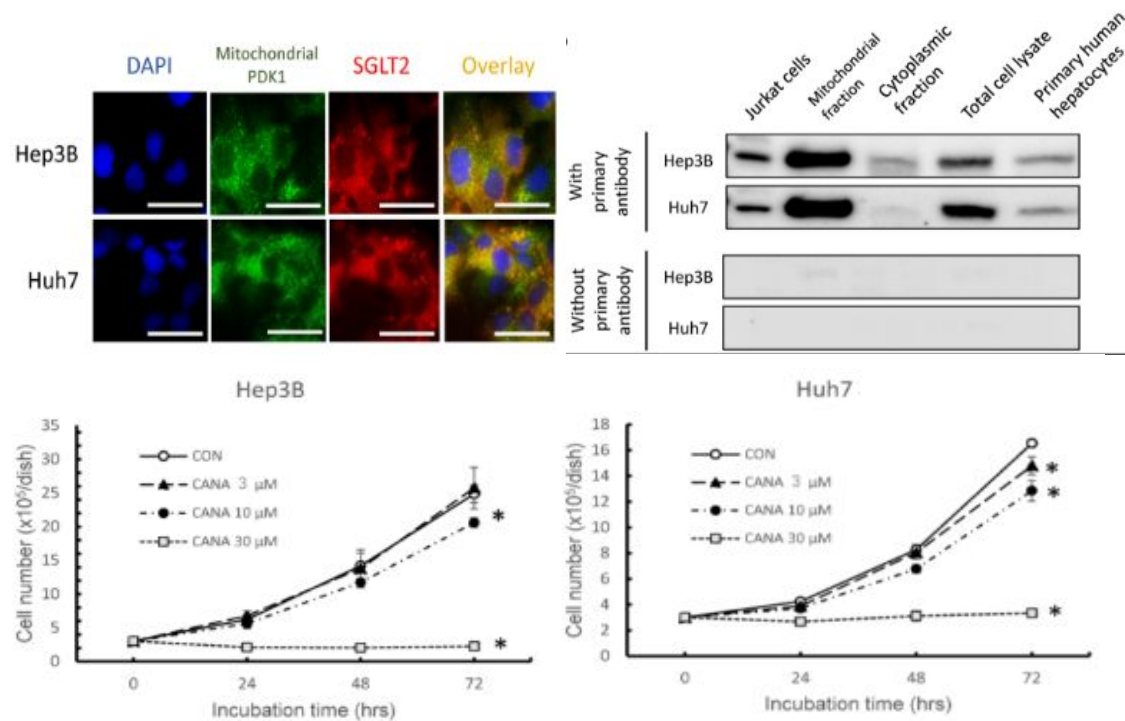 DAPI
Mitochondrial
PDK1
SGLT2
Overlay
Hep3B
Huh7
Jurkat cells
Mitochondrial
fraction
Cytoplasmic
fraction
Total cell lysate
Primary human
hepatocytes
With
primary
antibody
Hep3B
Huh7
Without
primary
antibody
Hep3B
Huh7
Hep3B
Cell number (x10⁵/dish)
35
30
25
20
15
10
5
0
CON
CANA 3 μM
CANA 10 μM
CANA 30 μM
*
*
0 24 48 72
Incubation time (hrs)
Huh7
Cell number (x10⁵/dish)
18
16
14
12
10
8
6
4
2
0
CON
CANA 3 μM
CANA 10 μM
CANA 30 μM
*
*
*
0 24 48 72
Incubation time (hrs)